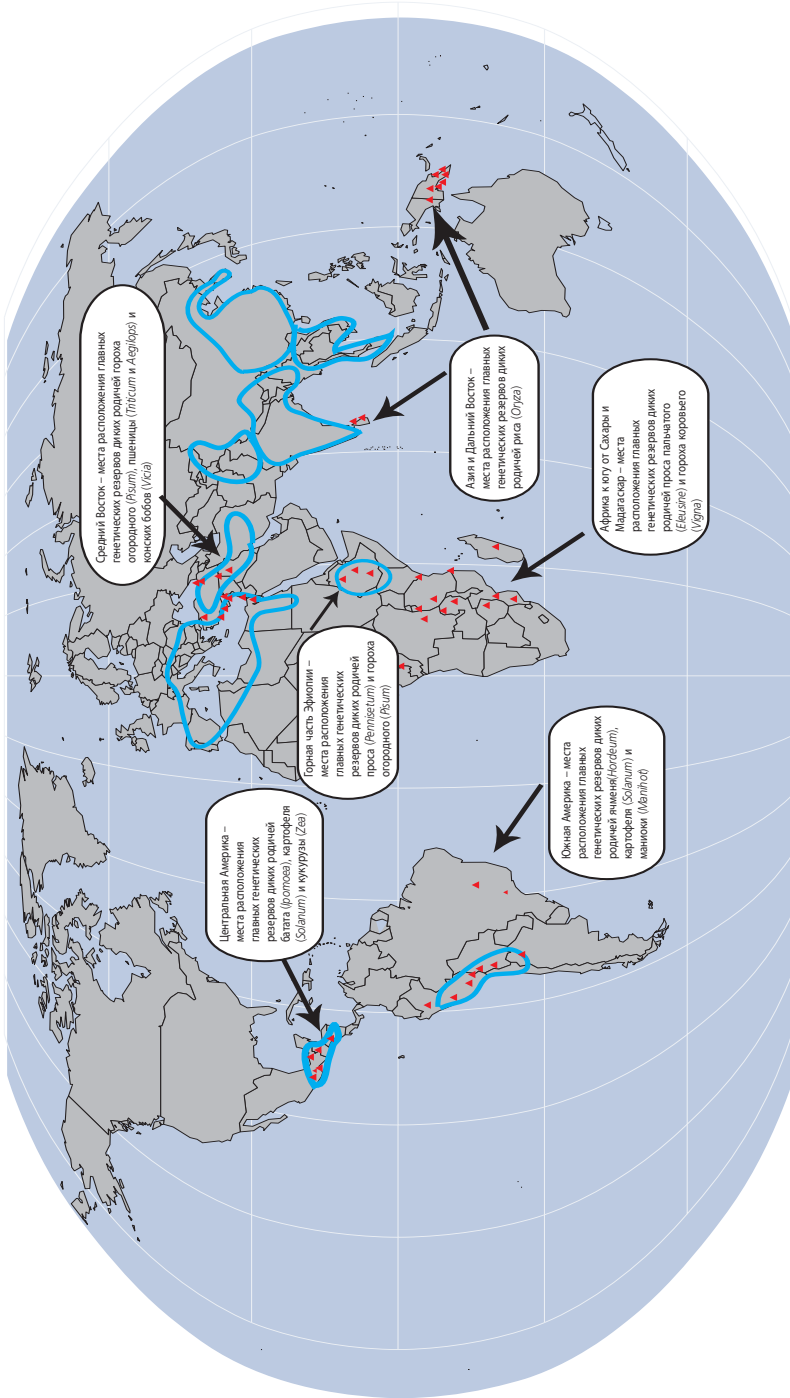 Средний Восток – места расположения главных
генетических резервов диких родичей гороха
огородного (Pisum), пшеницы (Triticum и Aegilops) и
конских бобов (Vicia)
Центральная Америка –
места расположения
главных генетических
резервов диких родичей
батата (Ipomoea), картофеля
(Solanum) и кукурузы (Zea)
Горная часть Эфиопии –
места расположения
главных генетических
резервов диких родичей
проса (Pennisetum) и гороха
огородного (Pisum)
Азия и Дальний Восток –
места расположения главных
генетических резервов диких
родичей риса (Oryza)
Южная Америка – места
расположения главных
генетических резервов диких
родичей ячменя(Hordeum),
картофеля (Solanum) и
маниоки (Manihot)
Африка к югу от Сахары и
Мадагаскар – места
расположения главных
генетических резервов диких
родичей проса пальчатого
(Eleusine) и гороха коровьего
(Vigna)